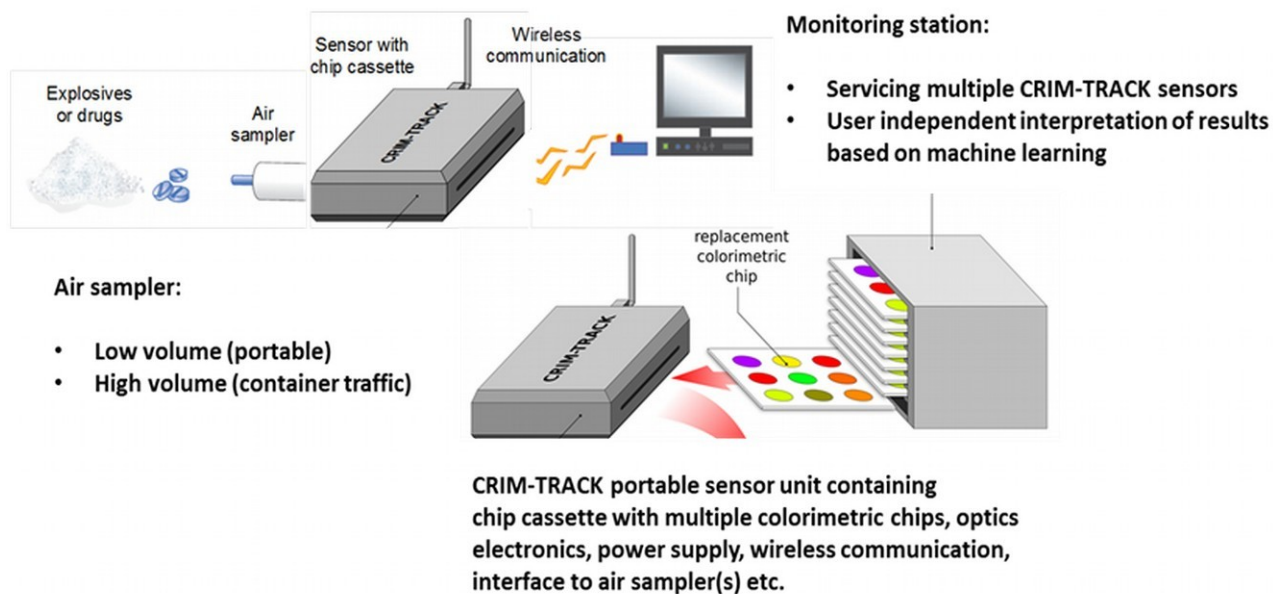 Explosives
or drugs
Air
sampler
Sensor with
chip cassette
CRIM-TRACK
Wireless
communication
Monitoring station:
• Servicing multiple CRIM-TRACK sensors
• User independent interpretation of results
based on machine learning
Air sampler:
• Low volume (portable)
• High volume (container traffic)
replacement
colorimetric
chip
CRIM-TRACK
CRIM-TRACK portable sensor unit containing
chip cassette with multiple colorimetric chips, optics
electronics, power supply, wireless communication,
interface to air sampler(s) etc.